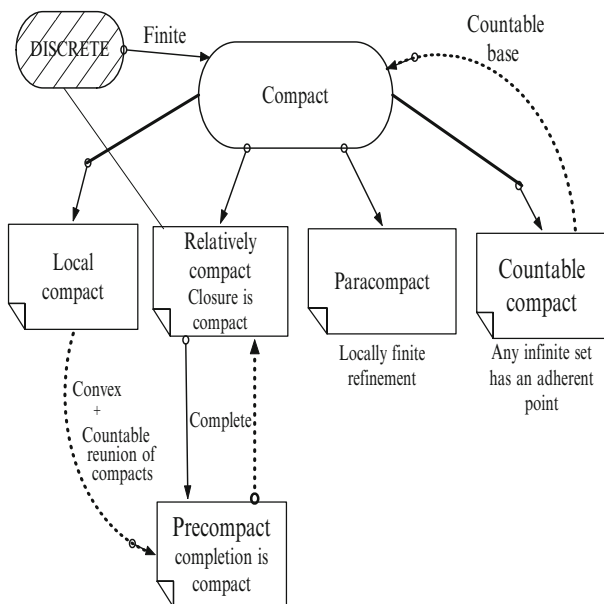 DISCRETE
Finite
Countable
base
Compact
Local
compact
Relatively
compact
Closure is
compact
Paracompact
Countable
compact
Locally finite
refinement
Any infinite set
has an adherent
point
Convex
+
Countable
reunion of
compacts
Complete
Precompact
completion is
compact